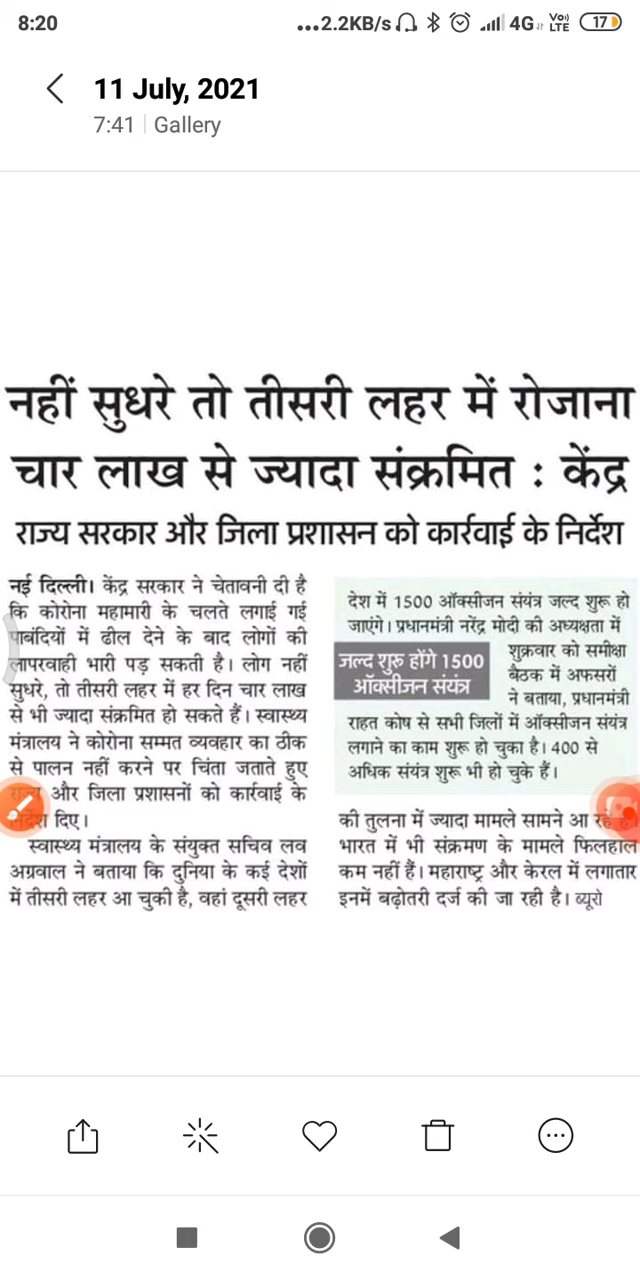 8:20
...2.2KB/s 4G VoLTE 17
11 July, 2021
7:41 | Gallery
नहीं सुधरे तो तीसरी लहर में रोजाना
चार लाख से ज्यादा संक्रमित : केंद्र
राज्य सरकार और जिला प्रशासन को कार्रवाई के निर्देश
नई दिल्ली। केंद्र सरकार ने चेतावनी दी है
कि कोरोना महामारी के चलते लगाई गई
पाबंदियों में ढील देने के बाद लोगों की
लापरवाही भारी पड़ सकती है। लोग नहीं
सुधरे, तो तीसरी लहर में हर दिन चार लाख
से भी ज्यादा संक्रमित हो सकते हैं। स्वास्थ्य
मंत्रालय ने कोरोना सम्मत व्यवहार का ठीक
से पालन नहीं करने पर चिंता जताते हुए
और जिला प्रशासनों को कार्रवाई के
दिए।
स्वास्थ्य मंत्रालय के संयुक्त सचिव लव
अग्रवाल ने बताया कि दुनिया के कई देशों
में तीसरी लहर आ चुकी है, वहां दूसरी लहर
देश में 1500 ऑक्सीजन संयंत्र जल्द शुरू हो
जाएंगे। प्रधानमंत्री नरेंद्र मोदी की अध्यक्षता में
जल्द शुरू होंगे 1500
ऑक्सीजन संयंत्र
शुक्रवार को समीक्षा
बैठक में अफसरों
ने बताया, प्रधानमंत्री
राहत कोष से सभी जिलों में ऑक्सीजन संयंत्र
लगाने का काम शुरू हो चुका है। 400 से
अधिक संयंत्र शुरू भी हो चुके हैं।
की तुलना में ज्यादा मामले सामने आ
भारत में भी संक्रमण के मामले फिलहाल
कम नहीं हैं। महाराष्ट्र और केरल में लगातार
इनमें बढ़ोतरी दर्ज की जा रही है। ब्यूरो